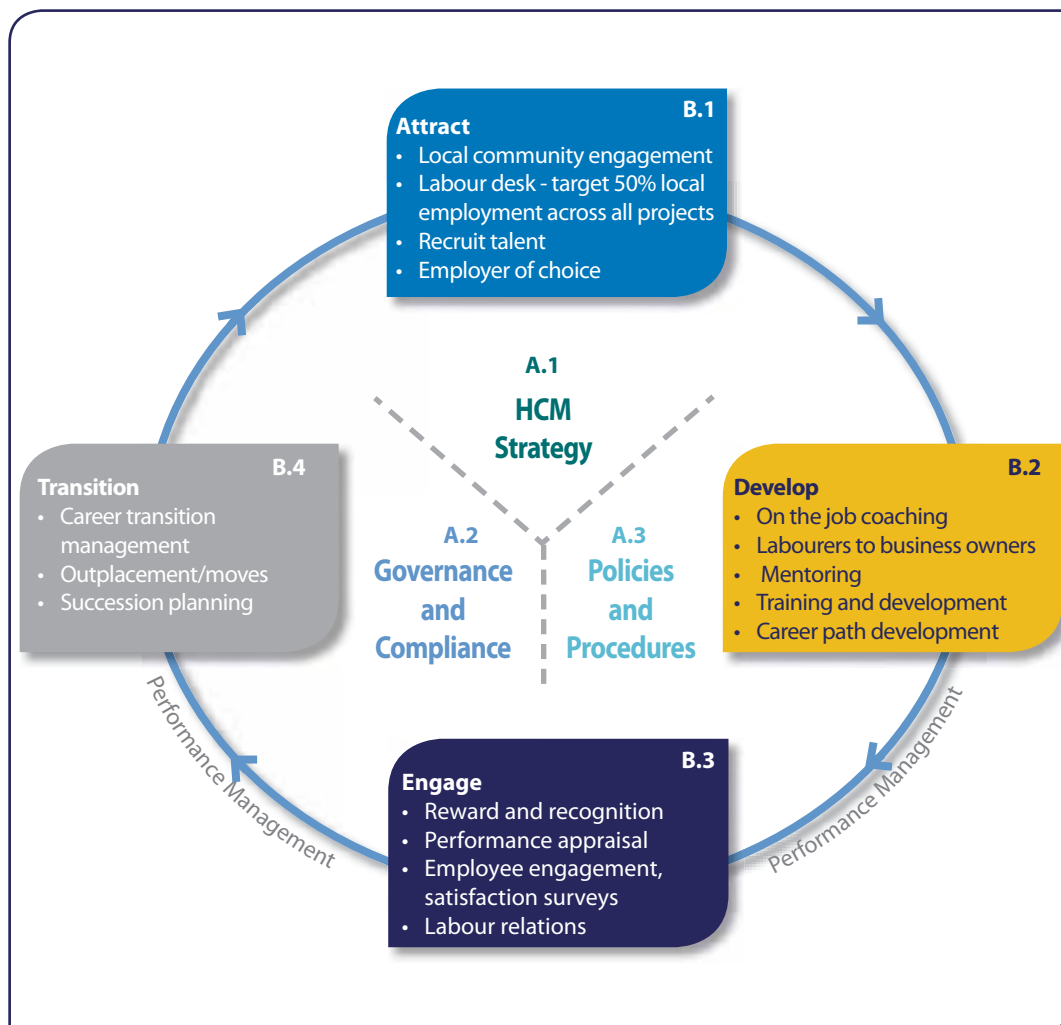 B.1
Attract
• Local community engagement
• Labour desk - target 50% local
employment across all projects
• Recruit talent
• Employer of choice
A.1
HCM
Strategy
B.4
Transition
• Career transition
management
• Outplacement/moves
• Succession planning
A.2
Governance
and
Compliance
A.3
Policies
and
Procedures
B.2
Develop
• On the job coaching
• Labourers to business owners
• Mentoring
• Training and development
• Career path development
Performance Management
Performance Management
B.3
Engage
• Reward and recognition
• Performance appraisal
• Employee engagement,
satisfaction surveys
• Labour relations